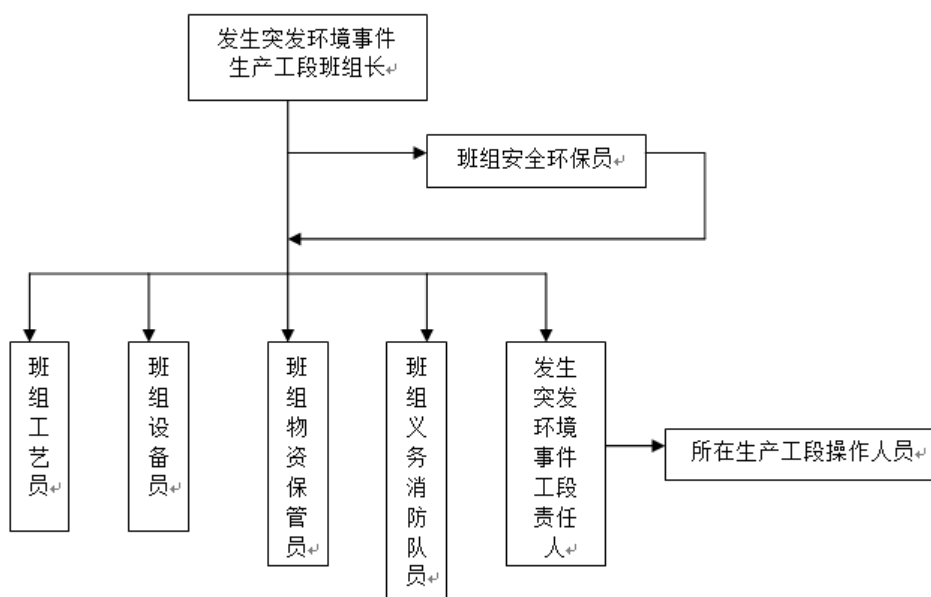 发生突发环境事件
生产工段班组长
班组安全环保员
班组工艺员
班组设备员
班组物资保管员
班组义务消防队员
发生
突发
环境
事件
工段
责任
人
所在生产工段操作人员